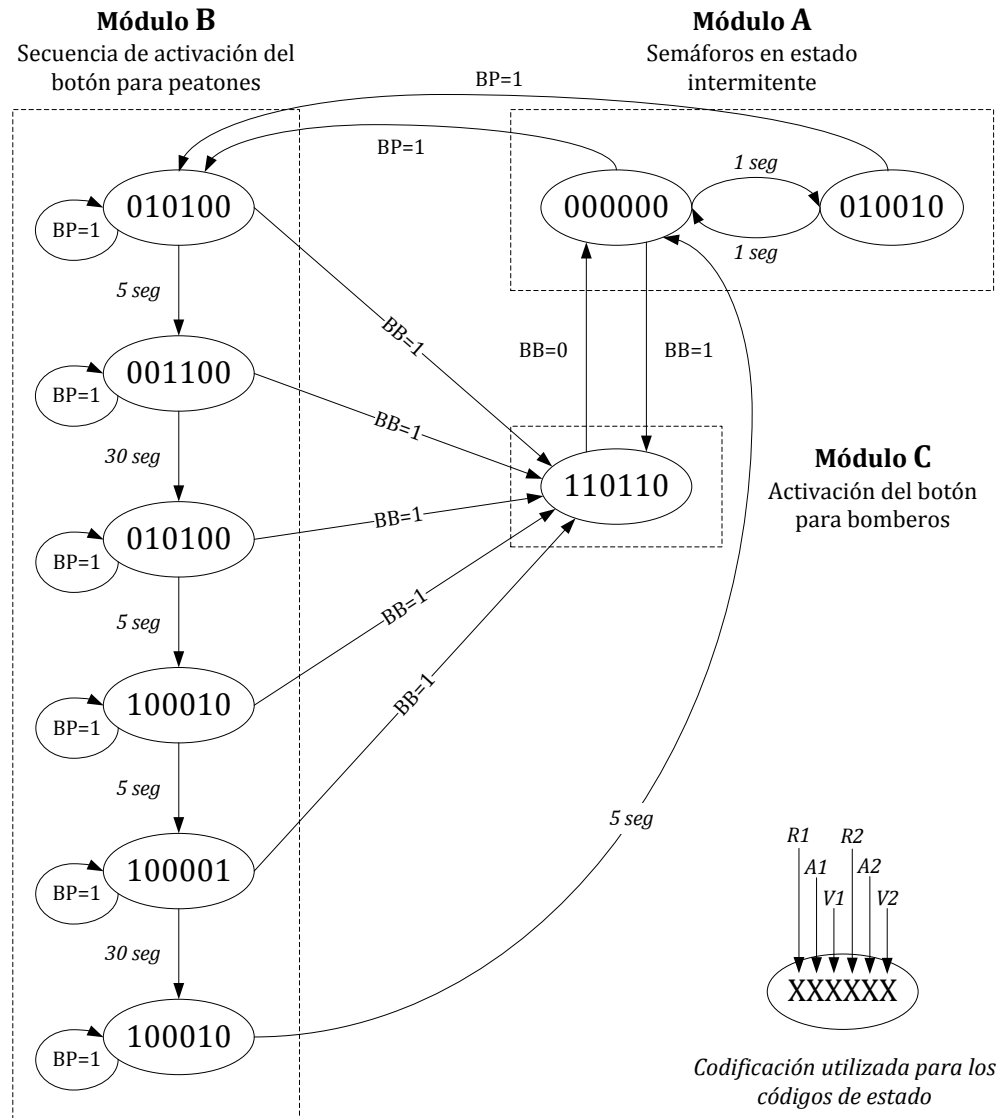 Módulo B
Secuencia de activación del
botón para peatones
Módulo A
Semáforos en estado
intermitente
BP=1
BP=1
010100
BP=1
000000
1 seg
1 seg
010010
5 seg
BB=1
001100
BP=1
BB=1
BB=0
BB=1
30 seg
110110
Módulo C
Activación del botón
para bomberos
010100
BP=1
BB=1
5 seg
BB=1
100010
BP=1
BB=1
5 seg
5 seg
100001
BP=1
30 seg
100010
BP=1
R1
R2
A1
A2
V1
V2
XXXXXX
Codificación utilizada para los
códigos de estado